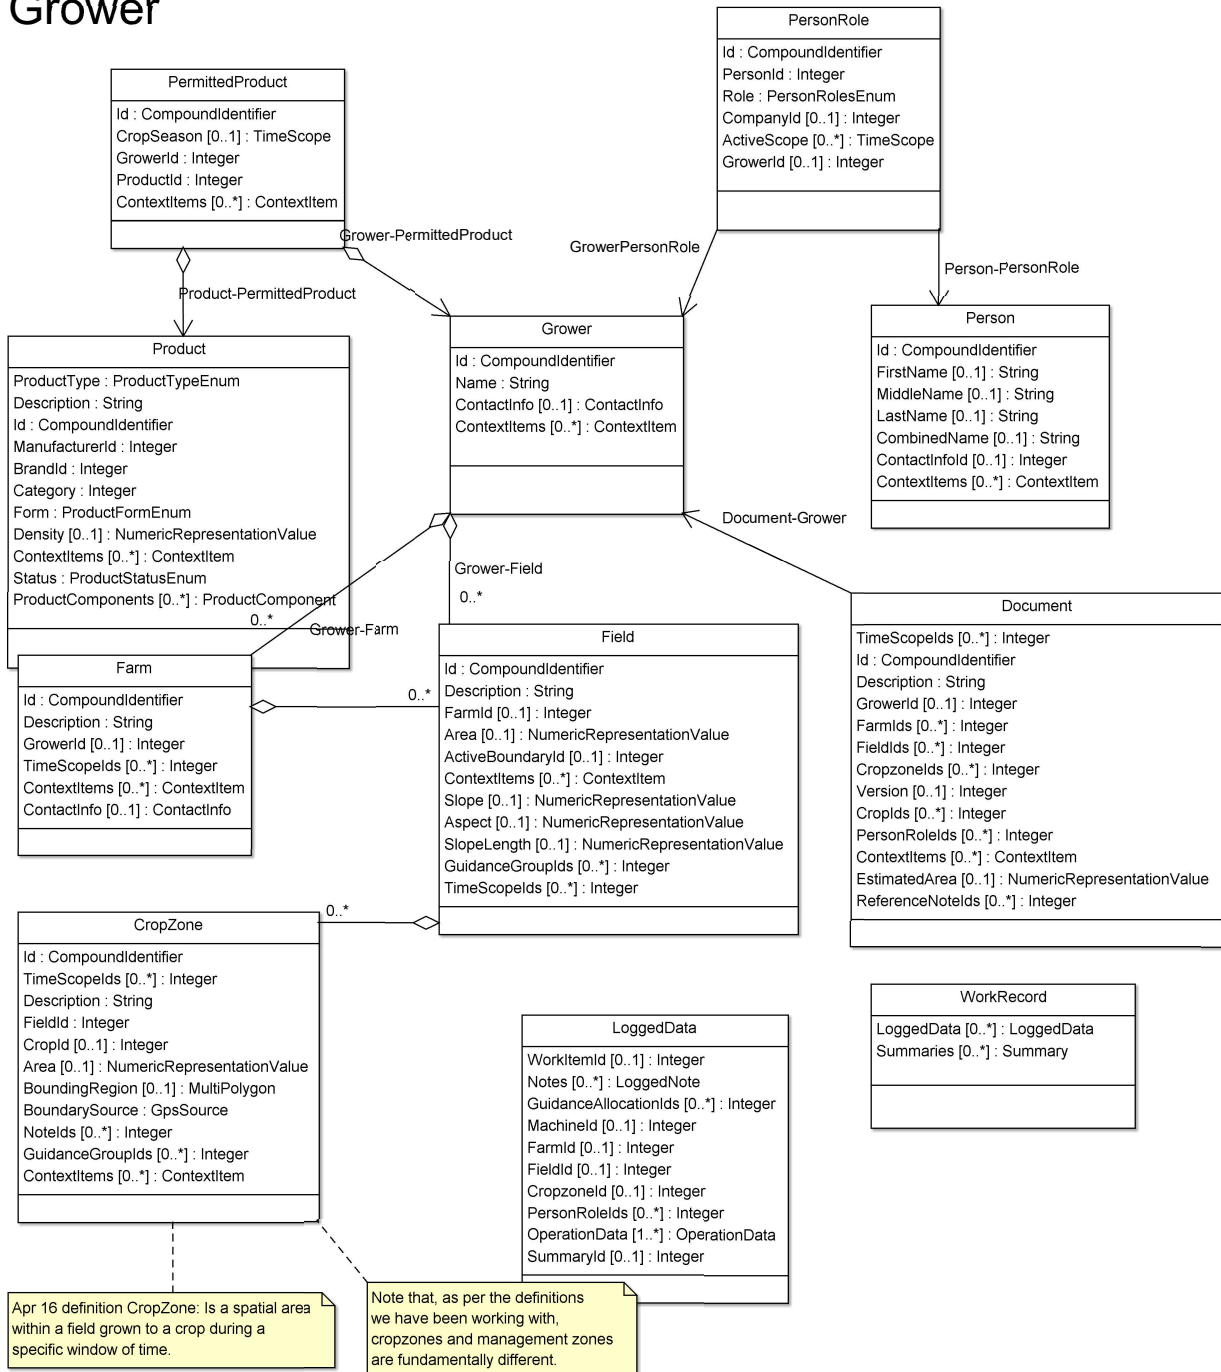 Grower
PermittedProduct
Id : CompoundIdentifier
CropSeason [0..1] : TimeScope
GrowerId : Integer
ProductId : Integer
ContextItems [0..*] : ContextItem
PersonRole
Id : CompoundIdentifier
PersonId : Integer
Role : PersonRolesEnum
CompanyId [0..1] : Integer
ActiveScope [0..*] : TimeScope
GrowerId [0..1] : Integer
Grower-PermittedProduct
GrowerPersonRole
Person-PersonRole
Product-PermittedProduct
Product
ProductType : ProductTypeEnum
Description : String
Id : CompoundIdentifier
ManufacturerId : Integer
BrandId : Integer
Category : Integer
Form : ProductFormEnum
Density [0..1] : NumericRepresentationValue
ContextItems [0..*] : ContextItem
Status : ProductStatusEnum
ProductComponents [0..*] : ProductComponent
Grower
Id : CompoundIdentifier
Name : String
ContactInfo [0..1] : ContactInfo
ContextItems [0..*] : ContextItem
Person
Id : CompoundIdentifier
FirstName [0..1] : String
MiddleName [0..1] : String
LastName [0..1] : String
CombinedName [0..1] : String
ContactInfoId [0..1] : Integer
ContextItems [0..*] : ContextItem
Document-Grower
Grower-Field
0..*
0..*
Grower-Farm
Farm
Id : CompoundIdentifier
Description : String
GrowerId [0..1] : Integer
TimeScopeIds [0..*] : Integer
ContextItems [0..*] : ContextItem
ContactInfo [0..1] : ContactInfo
0..*
Field
Id : CompoundIdentifier
Description : String
FarmId [0..1] : Integer
Area [0..1] : NumericRepresentationValue
ActiveBoundaryId [0..1] : Integer
ContextItems [0..*] : ContextItem
Slope [0..1] : NumericRepresentationValue
Aspect [0..1] : NumericRepresentationValue
SlopeLength [0..1] : NumericRepresentationValue
GuidanceGroupIds [0..*] : Integer
TimeScopeIds [0..*] : Integer
Document
TimeScopeIds [0..*] : Integer
Id : CompoundIdentifier
Description : String
GrowerId [0..1] : Integer
FarmIds [0..*] : Integer
FieldIds [0..*] : Integer
CropzoneIds [0..*] : Integer
Version [0..1] : Integer
CropIds [0..*] : Integer
PersonRoleIds [0..*] : Integer
ContextItems [0..*] : ContextItem
EstimatedArea [0..1] : NumericRepresentationValue
ReferenceNoteIds [0..*] : Integer
0..*
CropZone
Id : CompoundIdentifier
TimeScopeIds [0..*] : Integer
Description : String
FieldId : Integer
CropId [0..1] : Integer
Area [0..1] : NumericRepresentationValue
BoundingRegion [0..1] : MultiPolygon
BoundarySource : GpsSource
NoteIds [0..*] : Integer
GuidanceGroupIds [0..*] : Integer
ContextItems [0..*] : ContextItem
LoggedData
WorkItemId [0..1] : Integer
Notes [0..*] : LoggedNote
GuidanceAllocationIds [0..*] : Integer
MachineId [0..1] : Integer
FarmId [0..1] : Integer
FieldId [0..1] : Integer
CropzoneId [0..1] : Integer
PersonRoleIds [0..*] : Integer
OperationData [1..*] : OperationData
SummaryId [0..1] : Integer
WorkRecord
LoggedData [0..*] : LoggedData
Summaries [0..*] : Summary
Apr 16 definition CropZone: Is a spatial area
within a field grown to a crop during a
specific window of time.
Note that, as per the definitions
we have been working with,
cropzones and management zones
are fundamentally different.